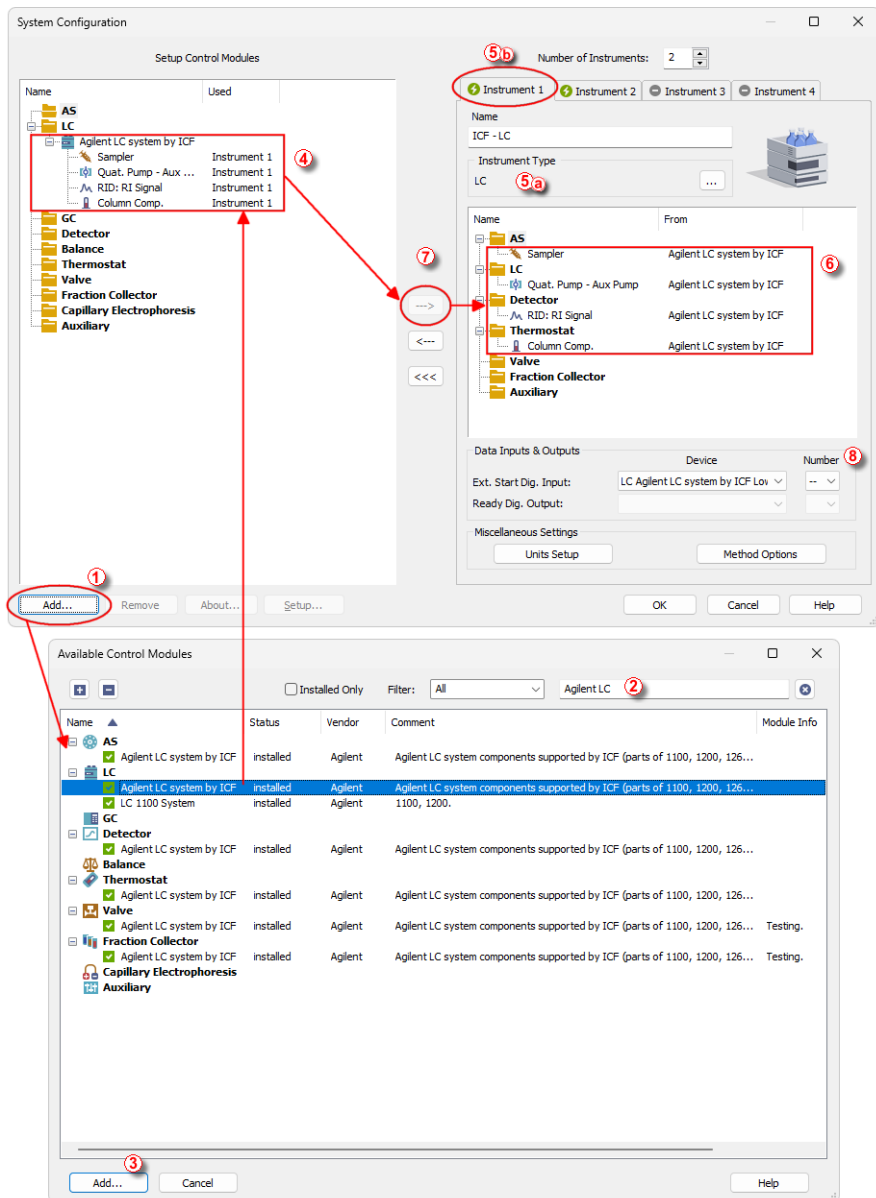 System Configuration
Setup Control Modules
Name Used
AS
LC
Agilent LC system by ICF
Sampler Instrument 1
Quat. Pump - Aux ... Instrument 1
RID: RI Signal Instrument 1
Column Comp. Instrument 1
GC
Detector
Balance
Thermostat
Valve
Fraction Collector
Capillary Electrophoresis
Auxiliary
4
7
--->
<---
<<<
5b
Number of Instruments: 2
Instrument 1 Instrument 2 Instrument 3 Instrument 4
Name
ICF - LC
Instrument Type
LC 5a ...
Name From
AS
Sampler Agilent LC system by ICF
6
LC
Quat. Pump - Aux Pump Agilent LC system by ICF
Detector
RID: RI Signal Agilent LC system by ICF
Thermostat
Column Comp. Agilent LC system by ICF
Valve
Fraction Collector
Auxiliary
Data Inputs & Outputs
Device Number 8
Ext. Start Dig. Input: LC Agilent LC system by ICF Lov --
Ready Dig. Output:
Miscellaneous Settings
Units Setup Method Options
1
Add... Remove About... Setup... OK Cancel Help
Available Control Modules
Installed Only Filter: All Agilent LC 2
Name Status Vendor Comment Module Info
AS
Agilent LC system by ICF installed Agilent Agilent LC system components supported by ICF (parts of 1100, 1200, 126...
LC
Agilent LC system by ICF installed Agilent Agilent LC system components supported by ICF (parts of 1100, 1200, 126...
LC 1100 System installed Agilent 1100, 1200.
GC
Detector
Agilent LC system by ICF installed Agilent Agilent LC system components supported by ICF (parts of 1100, 1200, 126...
Balance
Thermostat
Agilent LC system by ICF installed Agilent Agilent LC system components supported by ICF (parts of 1100, 1200, 126...
Valve
Agilent LC system by ICF installed Agilent Agilent LC system components supported by ICF (parts of 1100, 1200, 126... Testing.
Fraction Collector
Agilent LC system by ICF installed Agilent Agilent LC system components supported by ICF (parts of 1100, 1200, 126... Testing.
Capillary Electrophoresis
Auxiliary
3
Add... Cancel Help